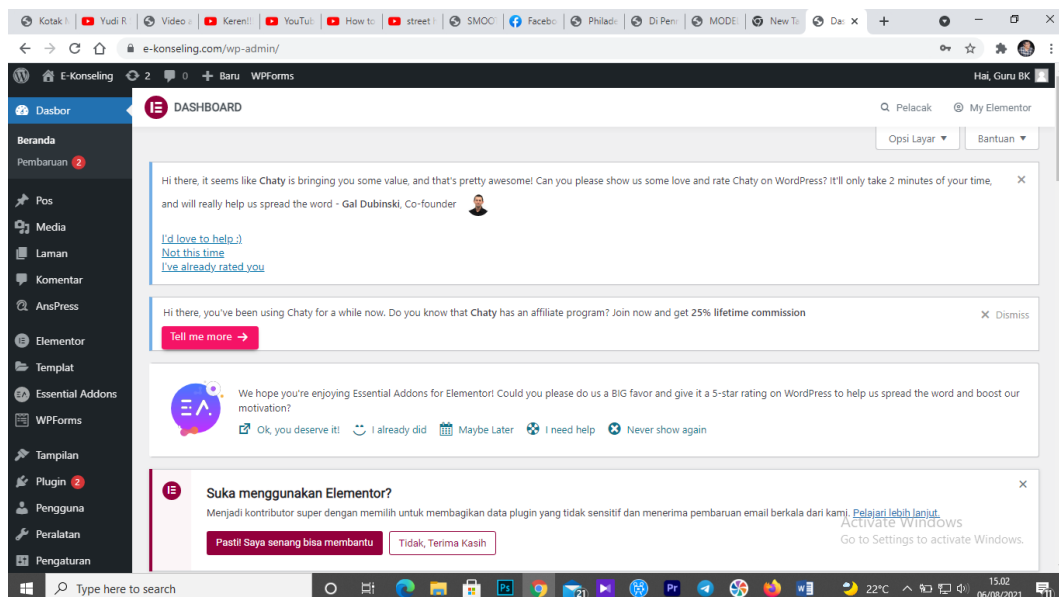 Kotak M
Yudi R
Video a
Keren!!
YouTub
How to
street f
SMOO
Facebo
Philade
Di Penr
MODEL
New Ta
Das
e-konseling.com/wp-admin/
E-Konseling 2 0 + Baru WPForms
Hai, Guru BK
Dasbor
Beranda
Pembaruan 2
Pos
Media
Laman
Komentar
AnsPress
Elementor
Templat
Essential Addons
WPForms
Tampilan
Plugin 2
Pengguna
Peralatan
Pengaturan
DASHBOARD
Pelacak
My Elementor
Opsi Layar ▼
Bantuan ▼
Hi there, it seems like Chaty is bringing you some value, and that's pretty awesome! Can you please show us some love and rate Chaty on WordPress? It'll only take 2 minutes of your time,
and will really help us spread the word - Gal Dubinski, Co-founder
I'd love to help :)
Not this time
I've already rated you
Hi there, you've been using Chaty for a while now. Do you know that Chaty has an affiliate program? Join now and get 25% lifetime commission
Dismiss
Tell me more →
We hope you're enjoying Essential Addons for Elementor! Could you please do us a BIG favor and give it a 5-star rating on WordPress to help us spread the word and boost our
motivation?
Ok, you deserve it! I already did Maybe Later I need help Never show again
Suka menggunakan Elementor?
Menjadi kontributor super dengan memilih untuk membagikan data plugin yang tidak sensitif dan menerima pembaruan email berkala dari kami. Pelajari lebih lanjut.
Pasti! Saya senang bisa membantu
Tidak, Terima Kasih
Activate Windows
Go to Settings to activate Windows.
Type here to search
22°C
15.02
06/08/2021